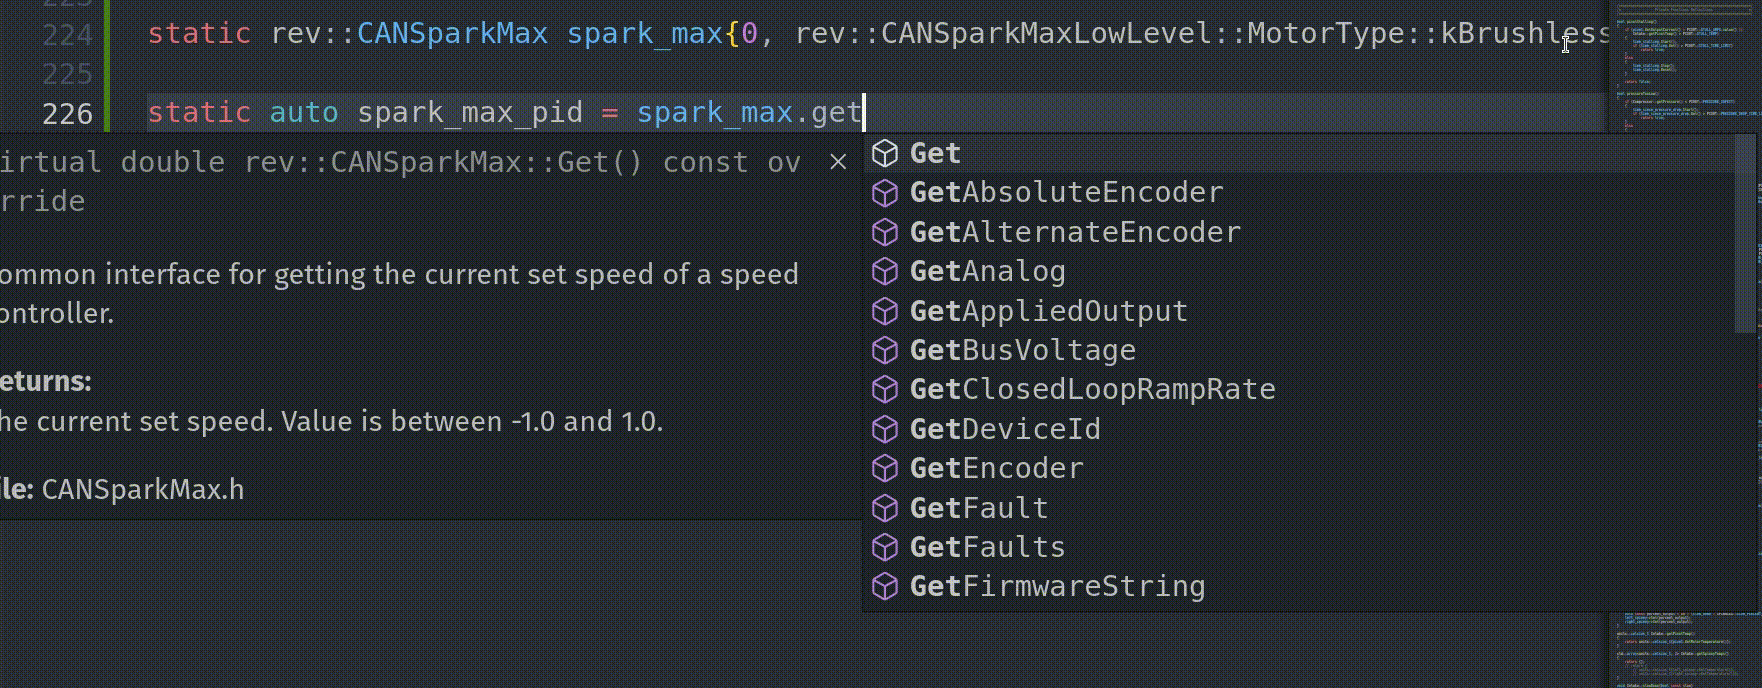 224 static rev::CANSparkMax spark_max{0, rev::CANSparkMaxLowLevel::MotorType::kBrushless
225
226 static auto spark_max_pid = spark_max.get
irtual double rev::CANSparkMax::Get() const ov
rride
ommon interface for getting the current set speed of a speed
ontroller.
eturns:
he current set speed. Value is between -1.0 and 1.0.
ile: CANSparkMax.h
Get
GetAbsoluteEncoder
GetAlternateEncoder
GetAnalog
GetAppliedOutput
GetBusVoltage
GetClosedLoopRampRate
GetDeviceId
GetEncoder
GetFault
GetFaults
GetFirmwareString